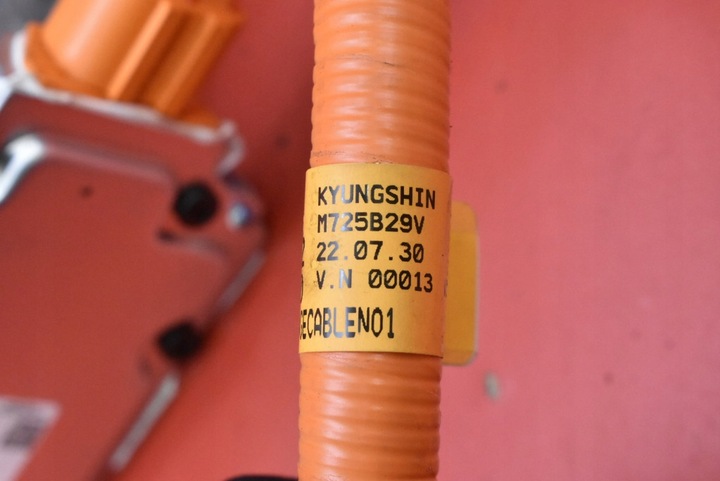 KYUNGSHIN
M725B29V
22.07.30
V.N 00013
ECABLEN01